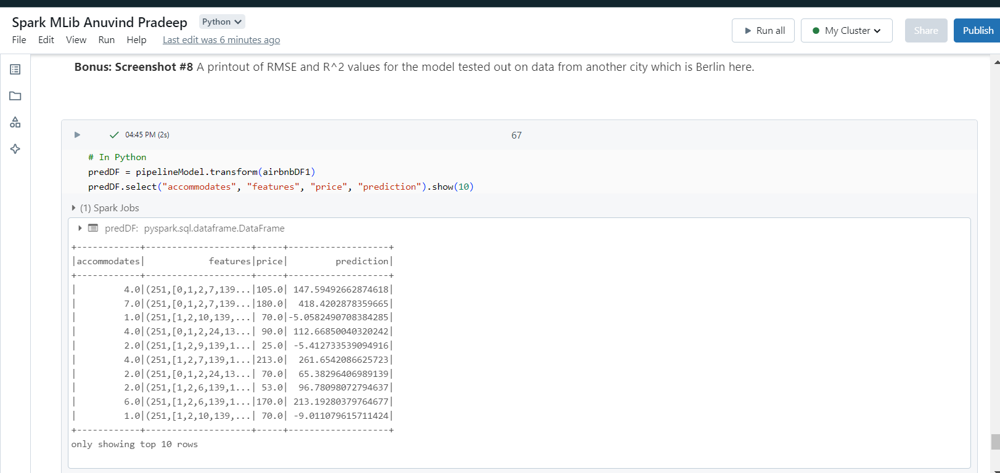 Spark MLib Anuvind Pradeep Python
File Edit View Run Help Last edit was 6 minutes ago
Run all My Cluster Share Publish
Bonus: Screenshot #8 A printout of RMSE and R^2 values for the model tested out on data from another city which is Berlin here.
04:45 PM (2s) 67
# In Python
predDF = pipelineModel.transform(airbnbDF1)
predDF.select("accommodates", "features", "price", "prediction").show(10)
(1) Spark Jobs
predDF: pyspark.sql.dataframe.DataFrame
+------------+--------------------+-----+-------------------+
|accommodates|            features|price|         prediction|
+------------+--------------------+-----+-------------------+
|         4.0|(251,[0,1,2,7,139...|105.0| 147.59492662874618|
|         7.0|(251,[0,1,2,7,139...|180.0|  418.4202878359665|
|         1.0|(251,[1,2,10,139,...| 70.0|-5.0582490708384285|
|         4.0|(251,[0,1,2,24,13...| 90.0| 112.66850040320242|
|         2.0|(251,[1,2,9,139,1...| 25.0| -5.412733539094916|
|         4.0|(251,[1,2,7,139,1...|213.0|  261.6542086625723|
|         2.0|(251,[0,1,2,24,13...| 70.0|  65.38296406989139|
|         2.0|(251,[1,2,6,139,1...| 53.0|  96.78098072794637|
|         6.0|(251,[1,2,6,139,1...|170.0| 213.19280379764677|
|         1.0|(251,[1,2,10,139,...| 70.0| -9.011079615711424|
+------------+--------------------+-----+-------------------+
only showing top 10 rows